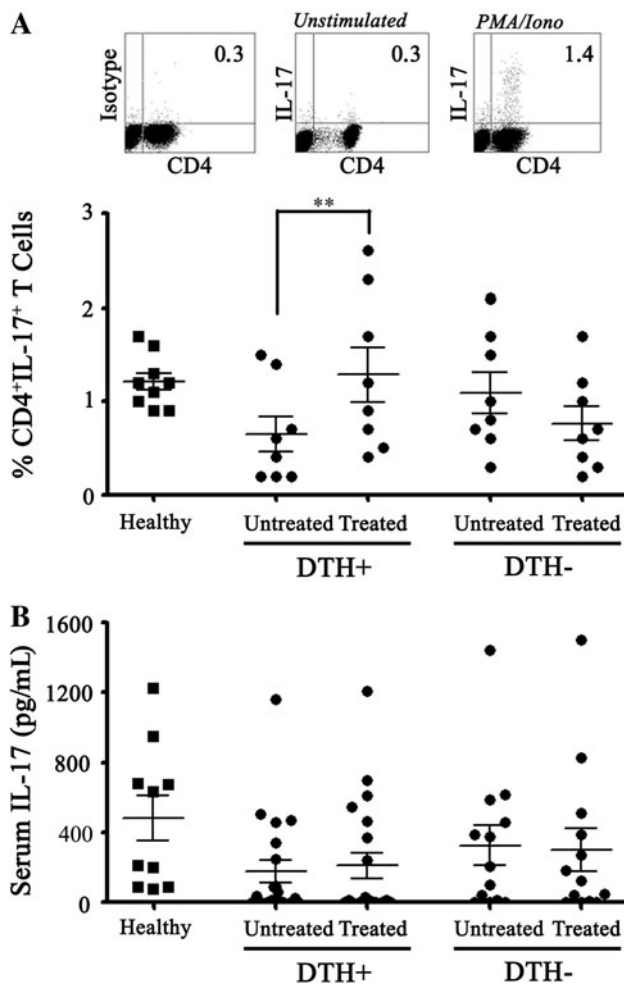 A
Unstimulated
PMA/Iono
Isotype
0.3
CD4
IL-17
0.3
CD4
IL-17
1.4
CD4
% CD4⁺IL-17⁺ T Cells
3
2
1
0
**
Healthy
Untreated Treated
Untreated Treated
DTH+
DTH-
B
Serum IL-17 (pg/mL)
1600
1200
800
400
0
Healthy
Untreated Treated
Untreated Treated
DTH+
DTH-